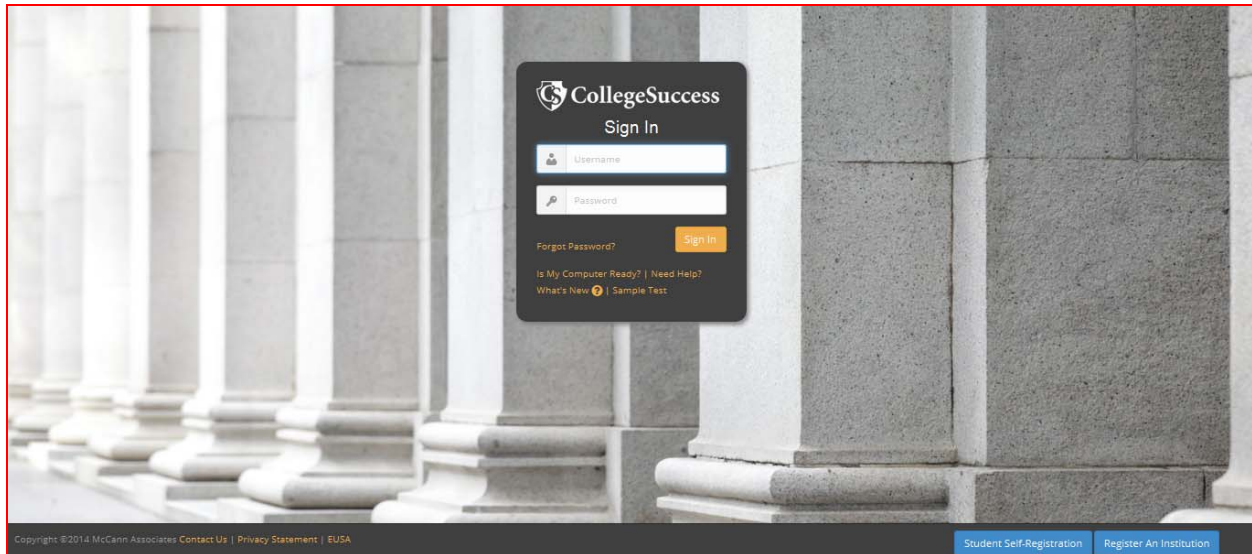 CS CollegeSuccess
Sign In
Username
Password
Forgot Password? Sign In
Is My Computer Ready? | Need Help?
What's New ? | Sample Test
Copyright ©2014 McCann Associates Contact Us | Privacy Statement | EUSA
Student Self-Registration Register An Institution